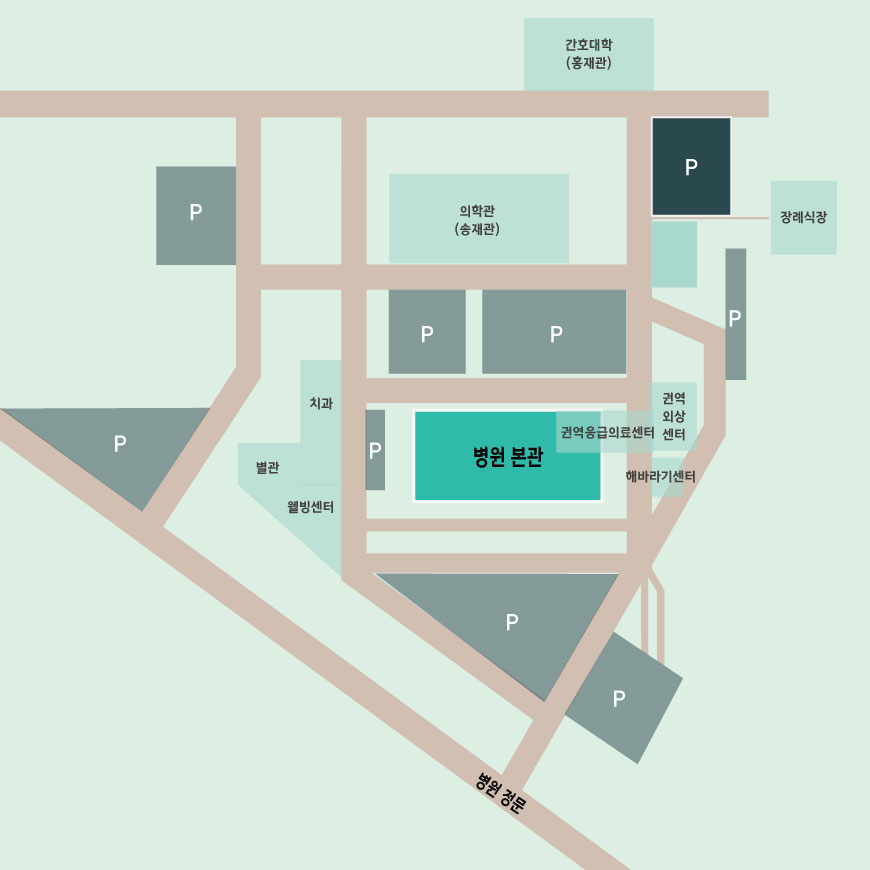 간호대학
(홍재관)
P
P
의학관
(송재관)
장례식장
P
P
P
치과
권역
외상
센터
P
P
권역응급의료센터
병원 본관
별관
해바라기센터
웰빙센터
P
P
병원 정문